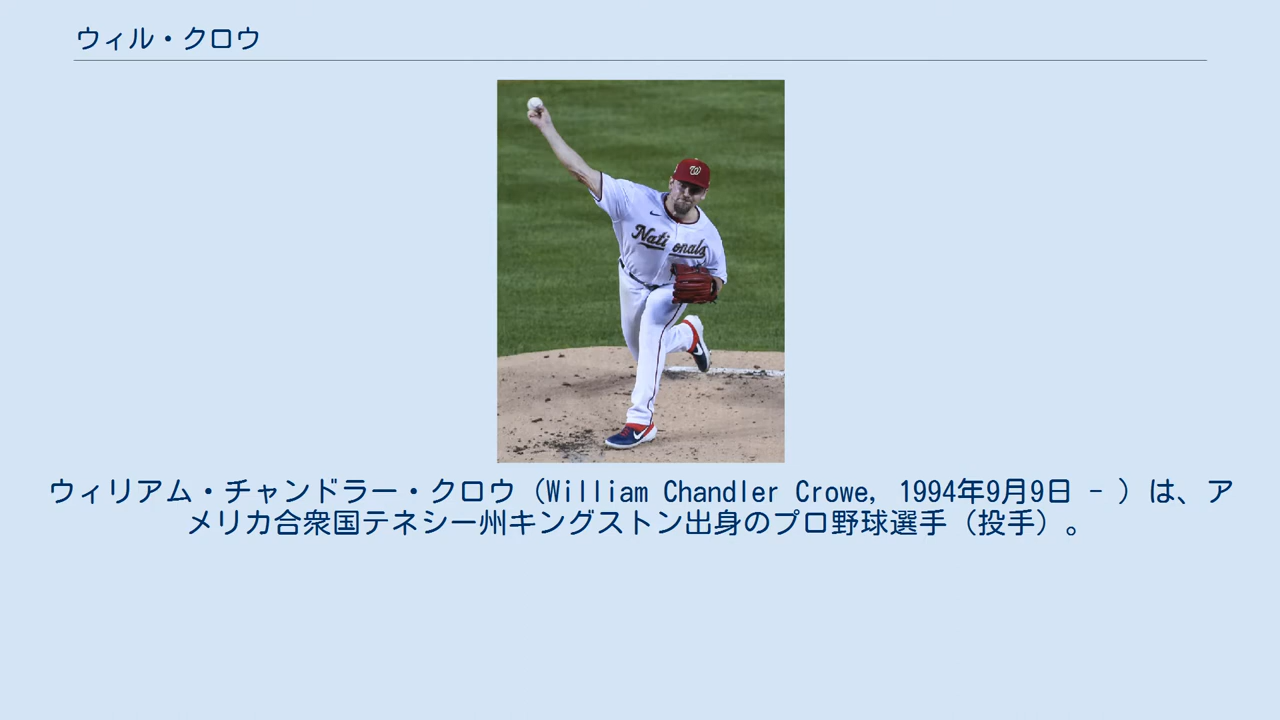 ウィル・クロウ
W
Nationals
ウィリアム・チャンドラー・クロウ（William Chandler Crowe, 1994年9月9日 - ）は、ア
メリカ合衆国テネシー州キングストン出身のプロ野球選手（投手）。